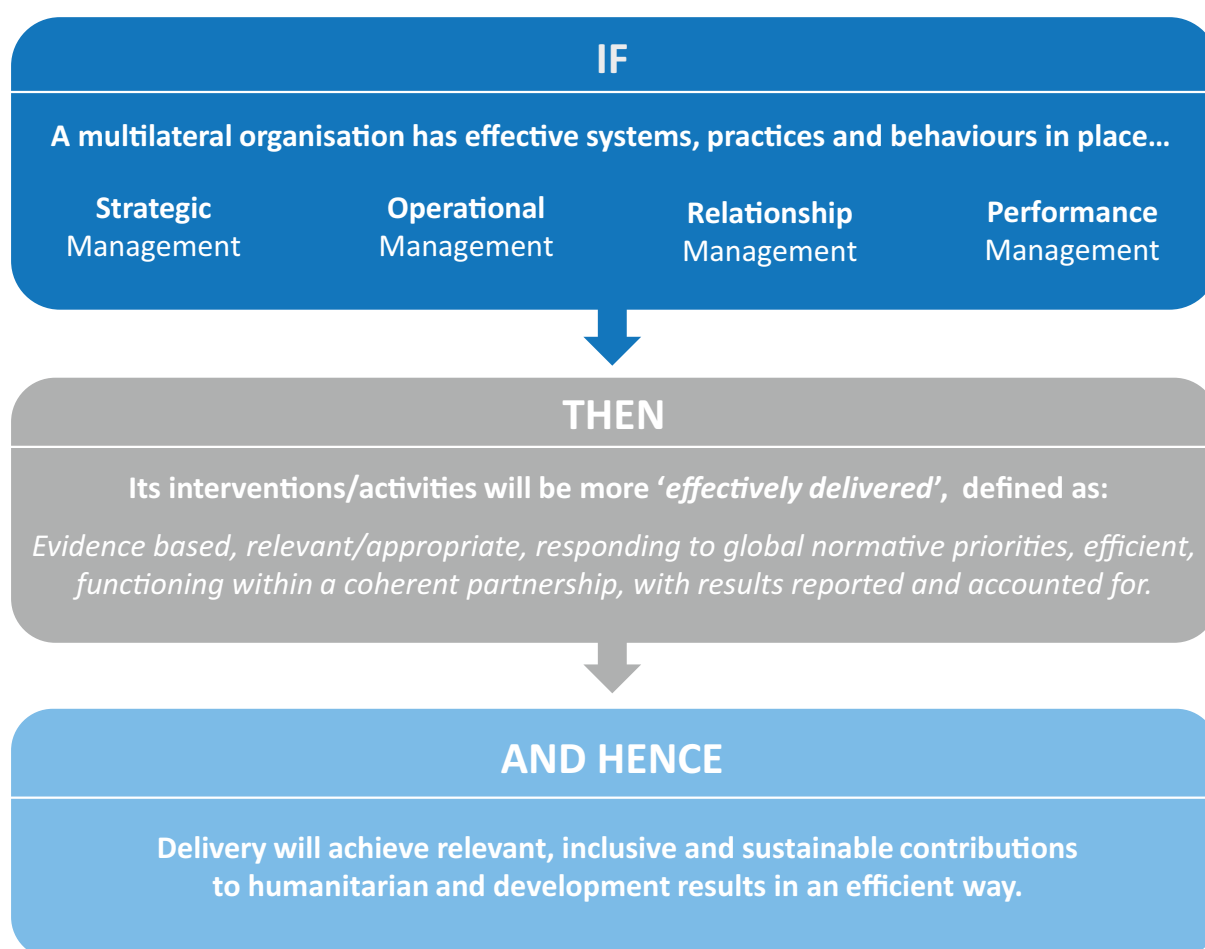 IF
A multilateral organisation has effective systems, practices and behaviours in place…
Strategic
Management
Operational
Management
Relationship
Management
Performance
Management
THEN
Its interventions/activities will be more ‘effectively delivered’, defined as:
Evidence based, relevant/appropriate, responding to global normative priorities, efficient,
functioning within a coherent partnership, with results reported and accounted for.
AND HENCE
Delivery will achieve relevant, inclusive and sustainable contributions
to humanitarian and development results in an efficient way.